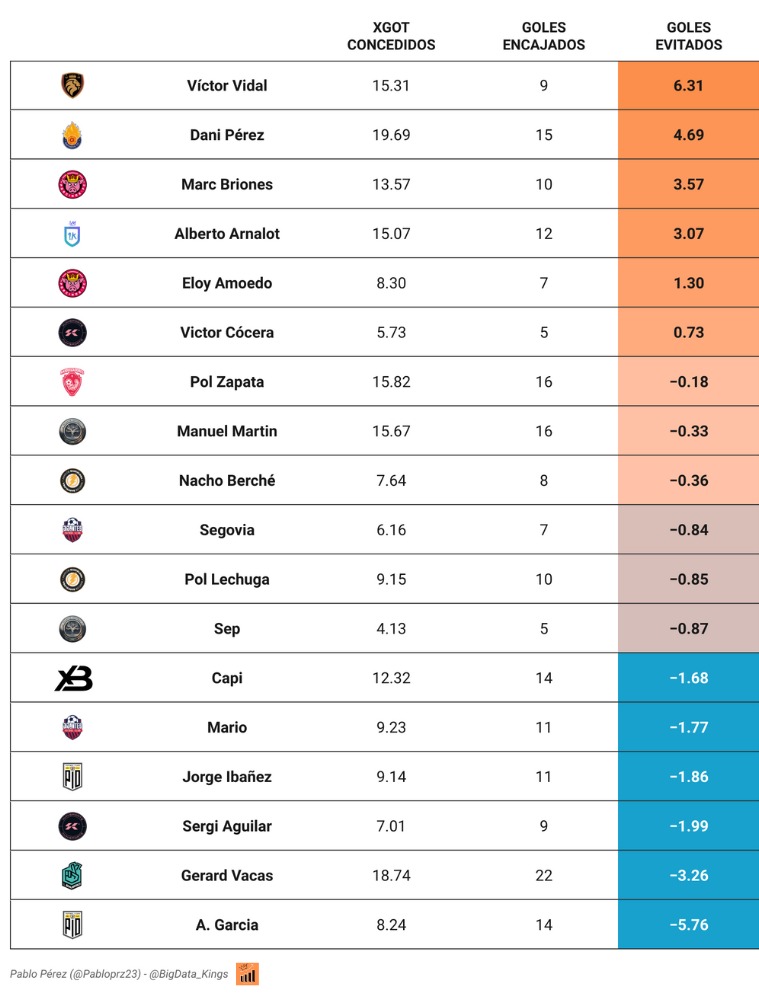 XGOT CONCEDIDOS GOLES ENCAJADOS GOLES EVITADOS
Víctor Vidal 15.31 9 6.31
Dani Pérez 19.69 15 4.69
Marc Briones 13.57 10 3.57
Alberto Arnalot 15.07 12 3.07
Eloy Amoedo 8.30 7 1.30
Victor Cócera 5.73 5 0.73
Pol Zapata 15.82 16 −0.18
Manuel Martin 15.67 16 −0.33
Nacho Berché 7.64 8 −0.36
Segovia 6.16 7 −0.84
Pol Lechuga 9.15 10 −0.85
Sep 4.13 5 −0.87
XB Capi 12.32 14 −1.68
Mario 9.23 11 −1.77
PIO Jorge Ibañez 9.14 11 −1.86
Sergi Aguilar 7.01 9 −1.99
Gerard Vacas 18.74 22 −3.26
PIO A. Garcia 8.24 14 −5.76
Pablo Pérez (@Pabloprz23) - @BigData_Kings